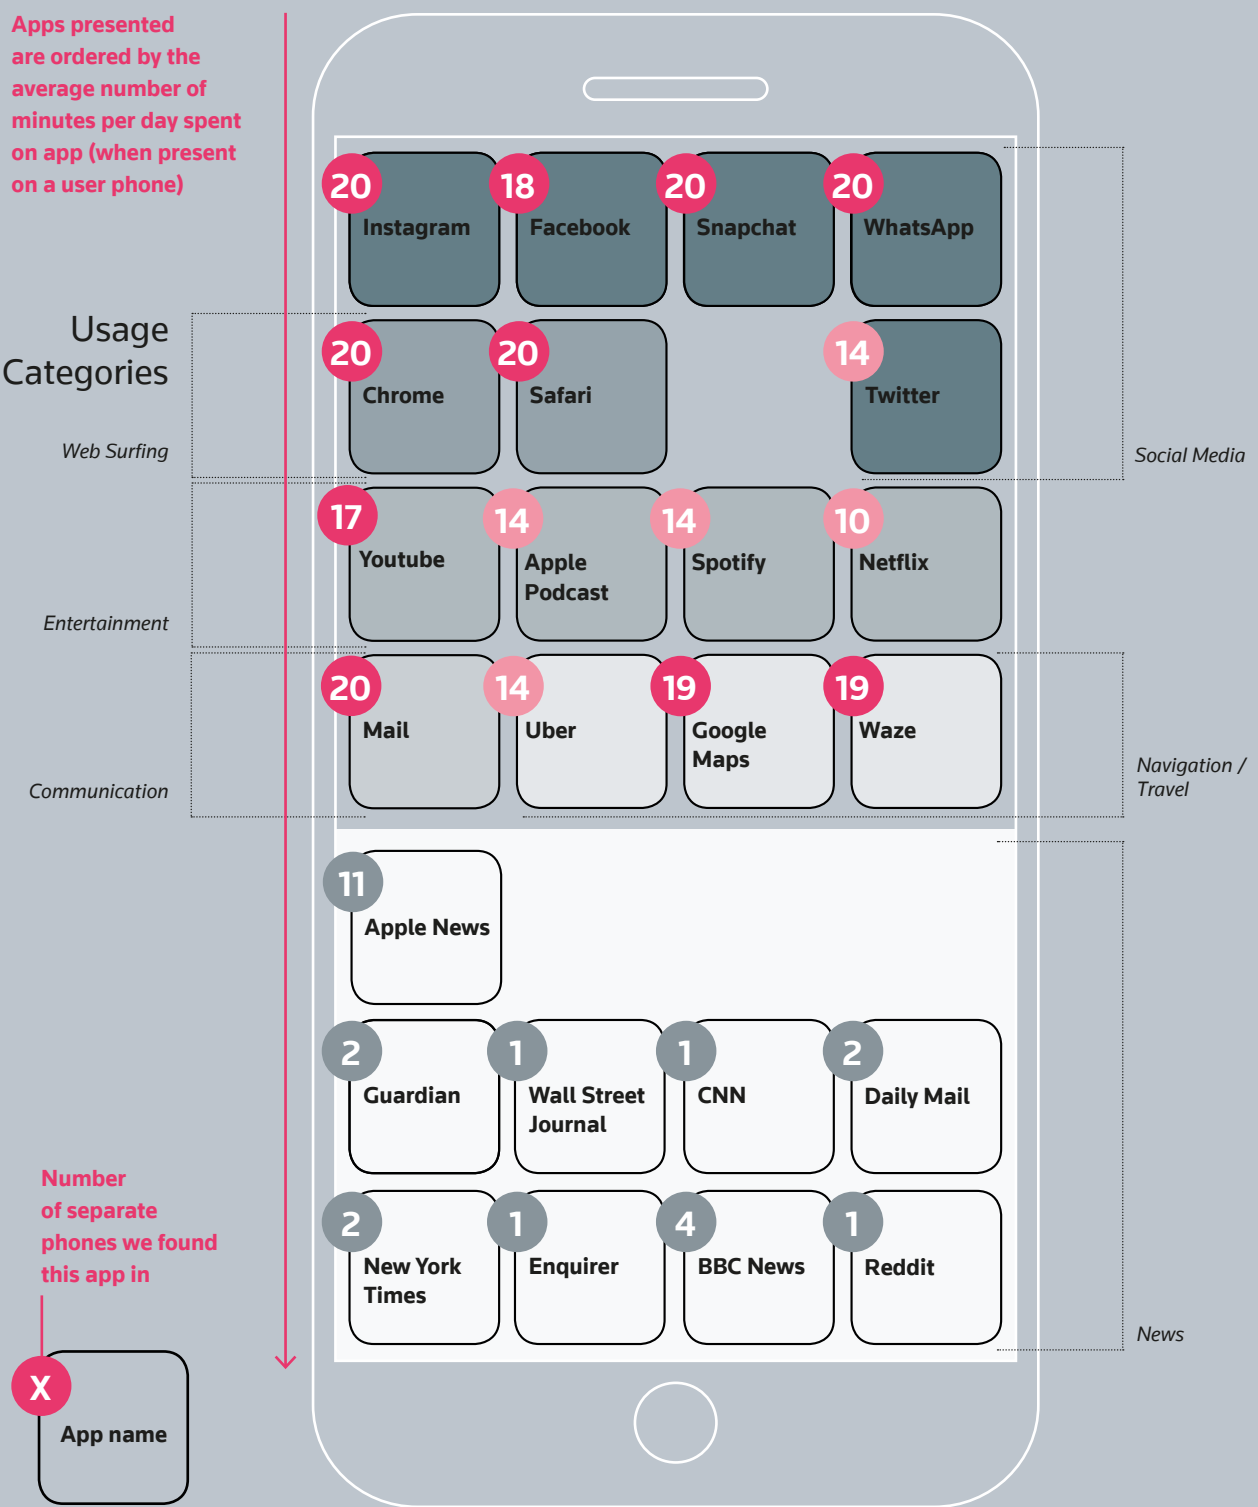 Apps presented
are ordered by the
average number of
minutes per day spent
on app (when present
on a user phone)
20
Instagram
18
Facebook
20
Snapchat
20
WhatsApp
Usage
Categories
20
Chrome
20
Safari
14
Twitter
Web Surfing
Social Media
17
Youtube
14
Apple
Podcast
14
Spotify
10
Netflix
Entertainment
20
Mail
14
Uber
19
Google
Maps
19
Waze
Communication
Navigation /
Travel
11
Apple News
2
Guardian
1
Wall Street
Journal
1
CNN
2
Daily Mail
2
New York
Times
1
Enquirer
4
BBC News
1
Reddit
News
Number
of separate
phones we found
this app in
X
App name